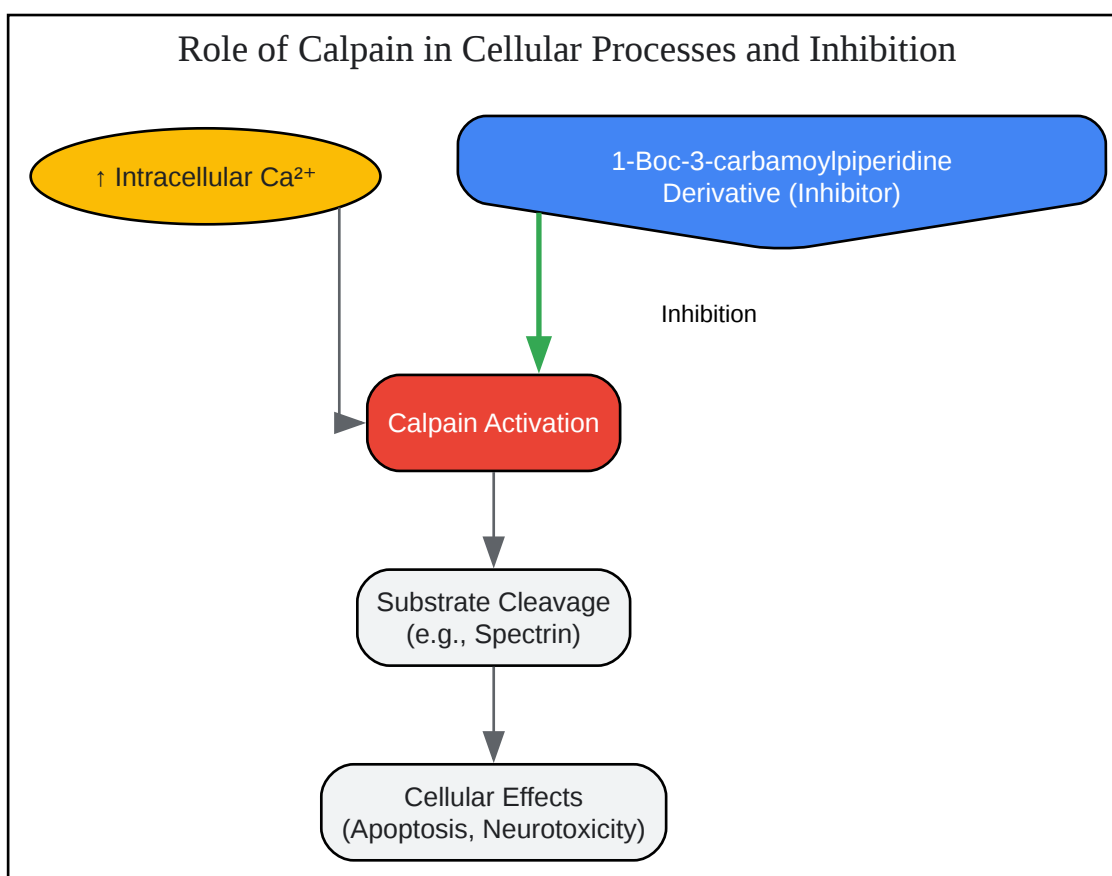 Role of Calpain in Cellular Processes and Inhibition
↑ Intracellular Ca²⁺
1-Boc-3-carbamoylpiperidine
Derivative (Inhibitor)
Inhibition
Calpain Activation
Substrate Cleavage
(e.g., Spectrin)
Cellular Effects
(Apoptosis, Neurotoxicity)